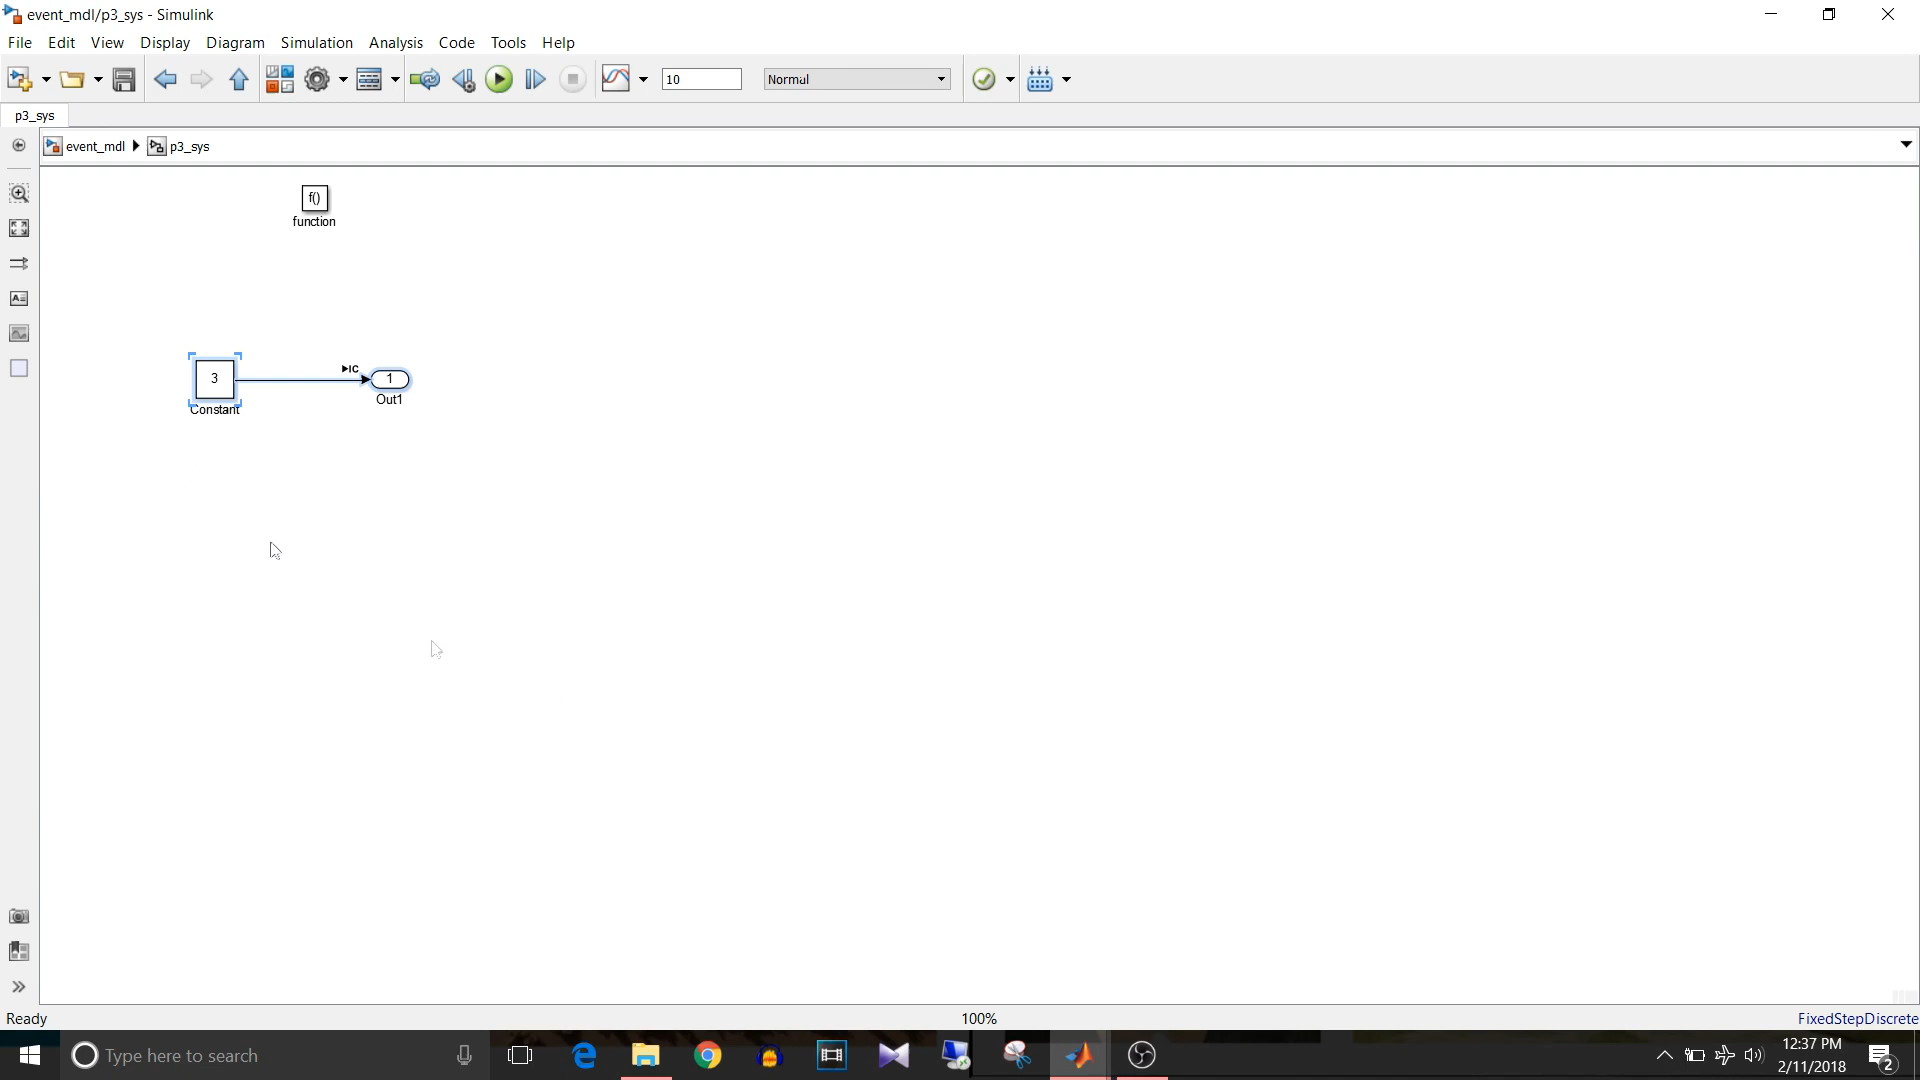 event_mdl/p3_sys - Simulink
File Edit View Display Diagram Simulation Analysis Code Tools Help
10 Normal
p3_sys
event_mdl p3_sys
f()
function
3
IC
1
Out1
Constant
Ready 100% FixedStepDiscrete
Type here to search
12:37 PM
2/11/2018
2